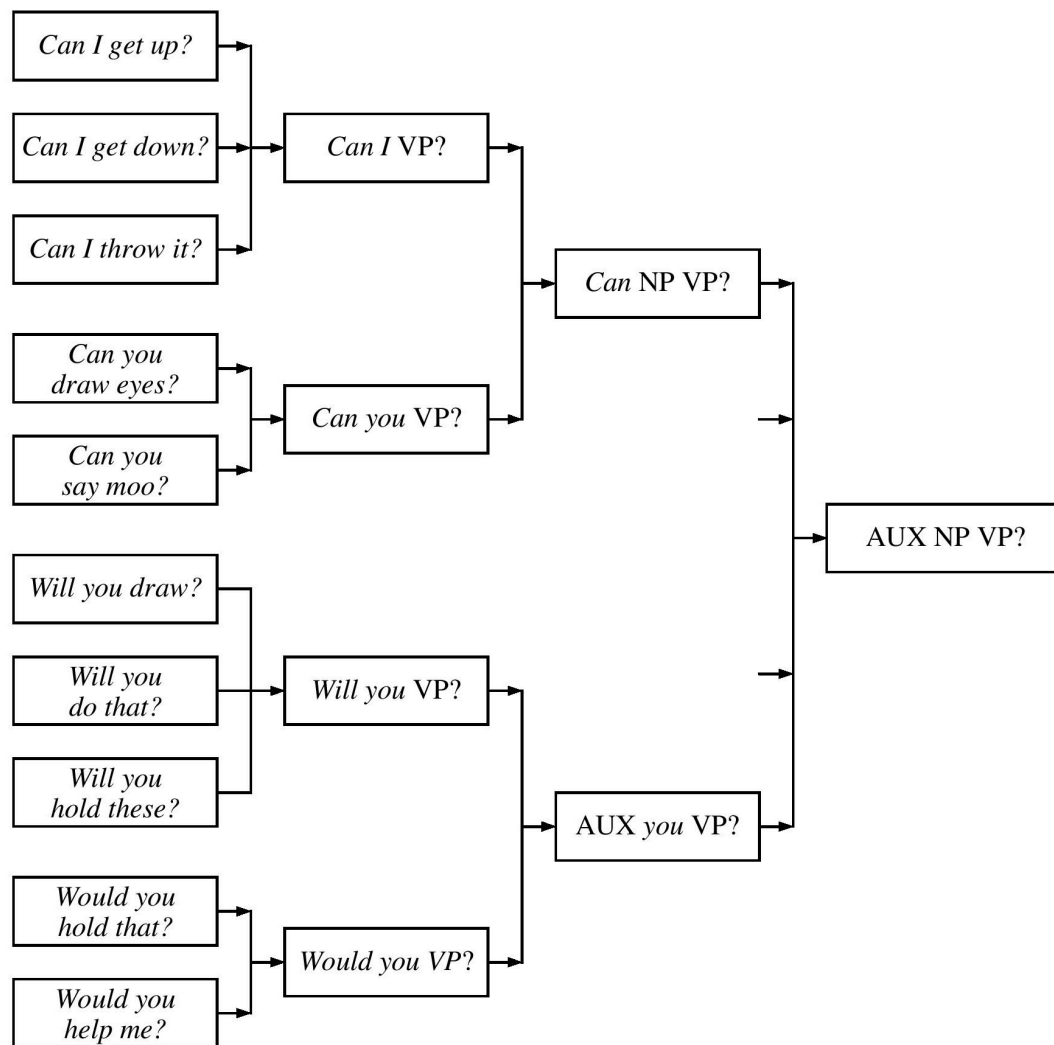 Can I get up?
Can I get down?
Can I throw it?
Can you
draw eyes?
Can you
say moo?
Will you draw?
Will you
do that?
Will you
hold these?
Would you
hold that?
Would you
help me?
Can I VP?
Can you VP?
Will you VP?
Would you VP?
Can NP VP?
AUX you VP?
AUX NP VP?